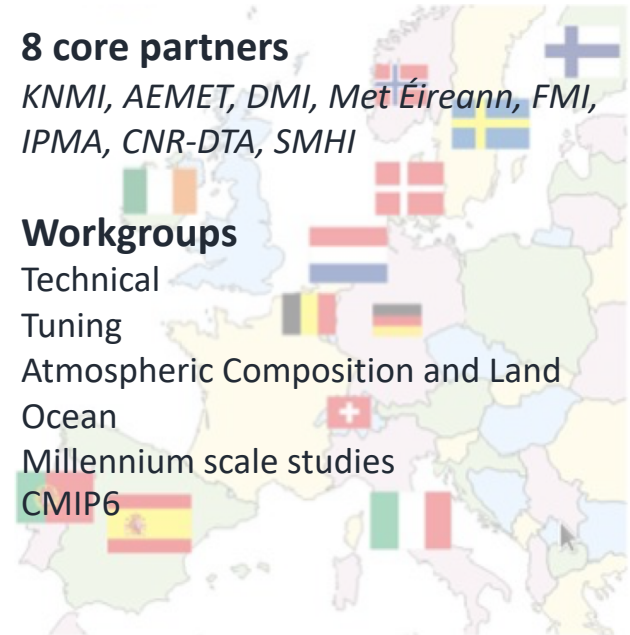 8 core partners
KNMI, AEMET, DMI, Met Éireann, FMI,
IPMA, CNR-DTA, SMHI
Workgroups
Technical
Tuning
Atmospheric Composition and Land
Ocean
Millennium scale studies
CMIP6